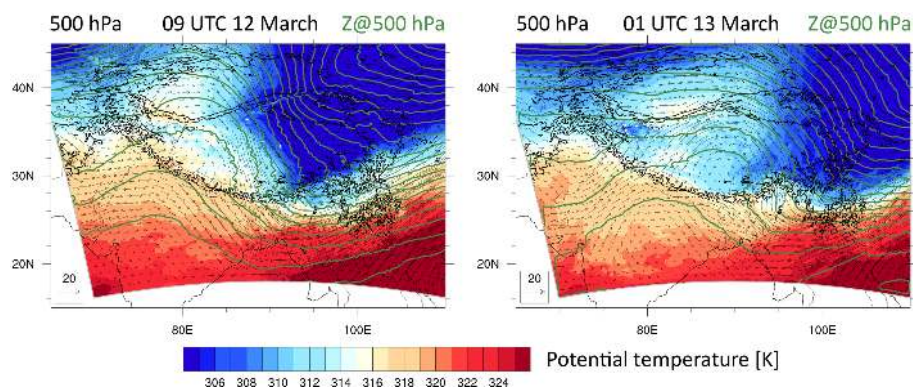 500 hPa 09 UTC 12 March Z@500 hPa
500 hPa 01 UTC 13 March Z@500 hPa
40N
30N
20N
20
80E 100E
40N
30N
20N
20
80E 100E
306 308 310 312 314 316 318 320 322 324
Potential temperature [K]